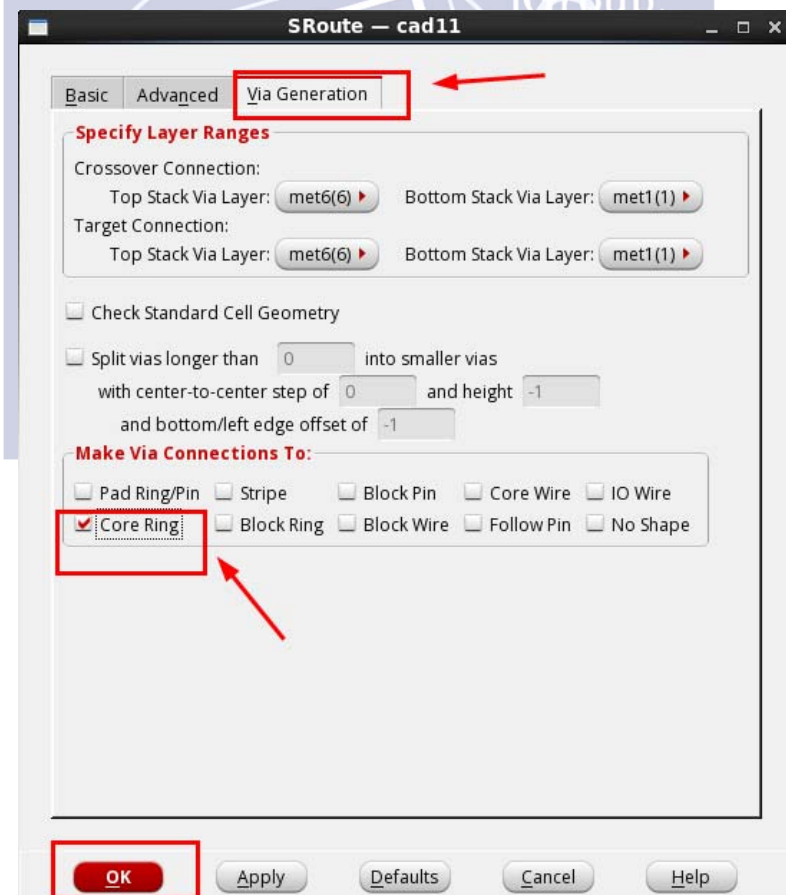 SRoute — cad11
Basic Advanced Via Generation
Specify Layer Ranges
Crossover Connection:
Top Stack Via Layer: met6(6) Bottom Stack Via Layer: met1(1)
Target Connection:
Top Stack Via Layer: met6(6) Bottom Stack Via Layer: met1(1)
Check Standard Cell Geometry
Split vias longer than 0 into smaller vias
with center-to-center step of 0 and height -1
and bottom/left edge offset of -1
Make Via Connections To:
Pad Ring/Pin Stripe Block Pin Core Wire IO Wire
Core Ring Block Ring Block Wire Follow Pin No Shape
OK Apply Defaults Cancel Help